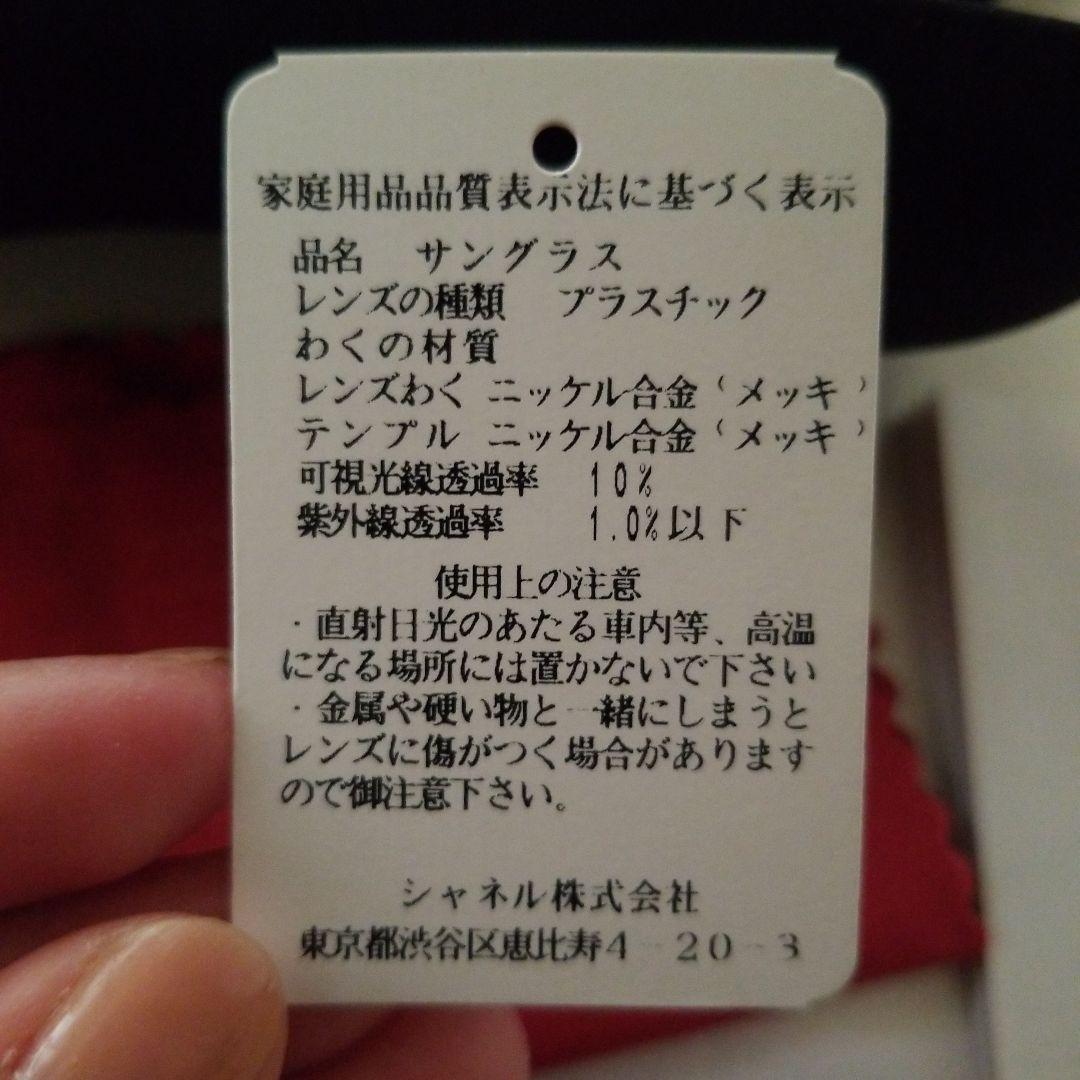 家庭用品品質表示法に基づく表示
品名 サングラス
レンズの種類 プラスチック
わくの材質
レンズわく ニッケル合金(メッキ)
テンプル ニッケル合金(メッキ)
可視光線透過率 10%
紫外線透過率 1.0%以下
使用上の注意
・直射日光のあたる車内等、高温
になる場所には置かないで下さい
・金属や硬い物と一緒にしまうと
レンズに傷がつく場合があります
ので御注意下さい。
シャネル株式会社
東京都渋谷区恵比寿4-20-3